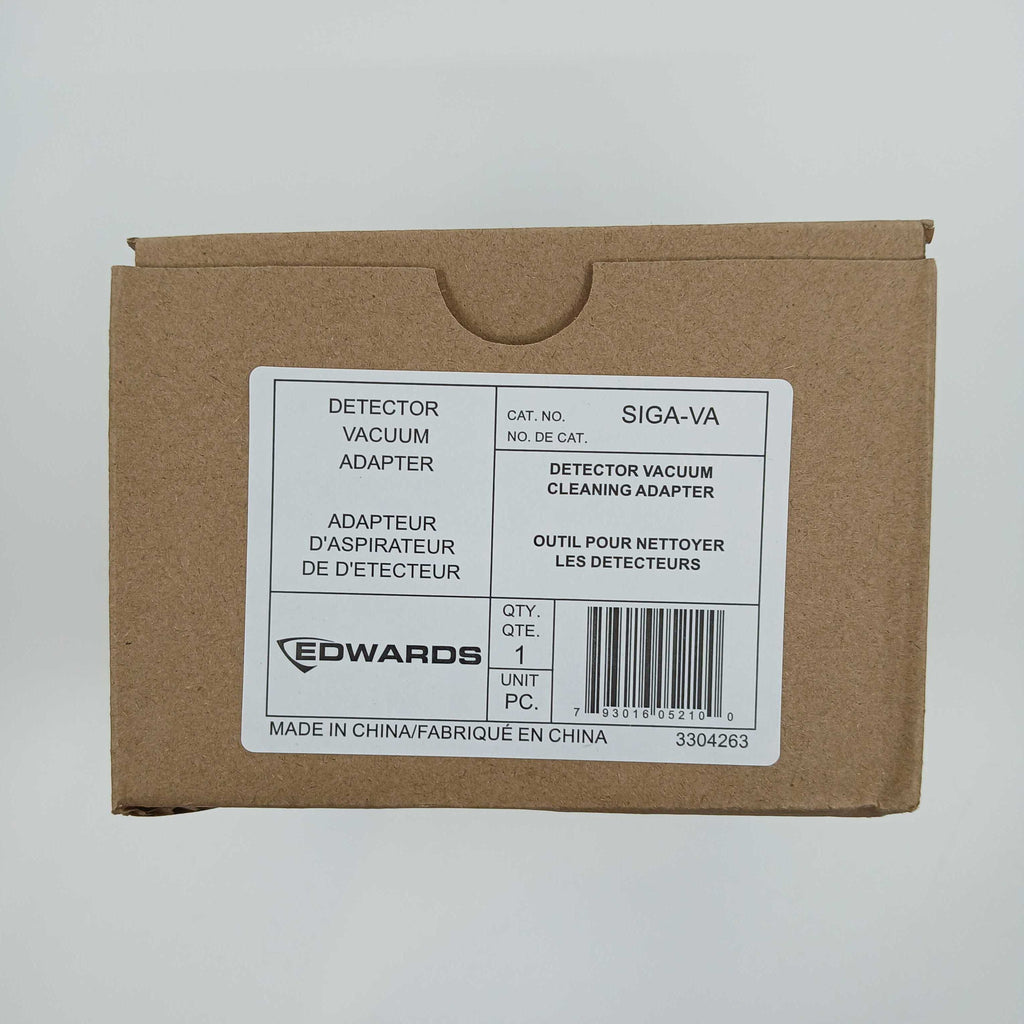 DETECTOR
VACUUM
ADAPTER
ADAPTEUR
D'ASPIRATEUR
DE D'ETECTEUR
CAT. NO. SIGA-VA
NO. DE CAT.
DETECTOR VACUUM
CLEANING ADAPTER
OUTIL POUR NETTOYER
LES DETECTEURS
EDWARDS
QTY.
QTE.
1
UNIT
PC.
7 93016 05210 0
MADE IN CHINA/FABRIQUÉ EN CHINA
3304263